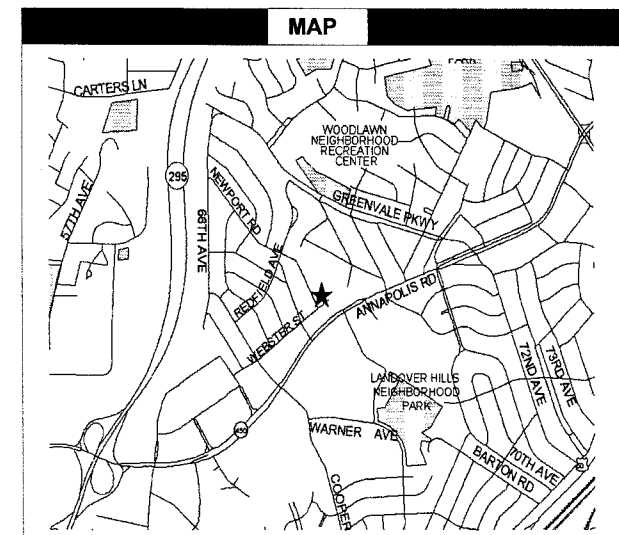 MAP
PARK
CARTERS LN
WOODLAWN
NEIGHBORHOOD
RECREATION
CENTER
295
57TH AVE
66TH AVE
NEWPORT RD
GREENVALE PKWY
REDFIELD AVE
ANNAPOLIS RD
WEBSTER ST
72ND AVE
73RD AVE
LANDOVER HILLS
NEIGHBORHOOD
PARK
WARNER AVE
70TH AVE
BARTON RD
COOPER